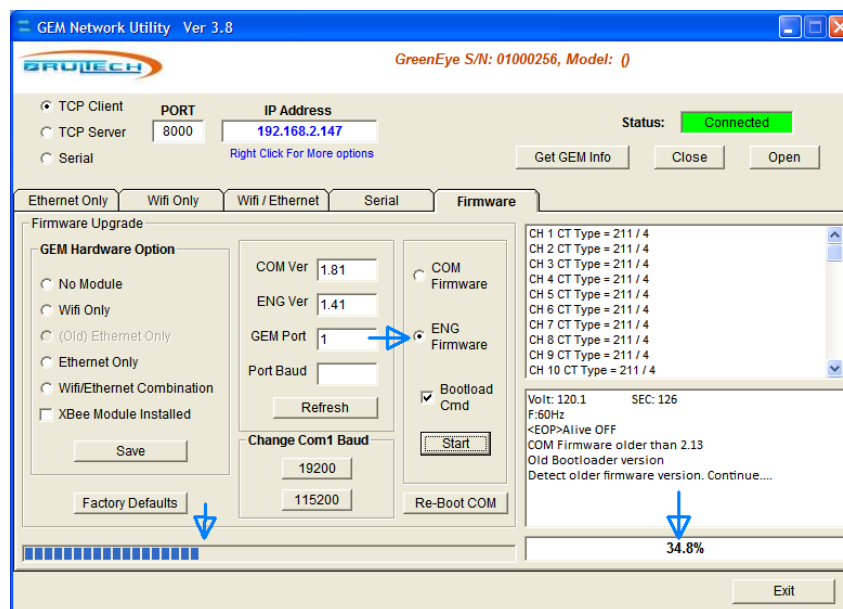 GEM Network Utility Ver 3.8
BRULTECH
GreenEye S/N: 01000256, Model: ()
TCP Client
TCP Server
Serial
PORT
8000
IP Address
192.168.2.147
Right Click For More options
Status:
Connected
Get GEM Info
Close
Open
Ethernet Only
Wifi Only
Wifi / Ethernet
Serial
Firmware
Firmware Upgrade
GEM Hardware Option
No Module
Wifi Only
(Old) Ethernet Only
Ethernet Only
Wifi/Ethernet Combination
XBee Module Installed
Save
Factory Defaults
COM Ver 1.81
ENG Ver 1.41
GEM Port 1
Port Baud
Refresh
Change Com1 Baud
19200
115200
COM
Firmware
ENG
Firmware
Bootload
Cmd
Start
Re-Boot COM
CH 1 CT Type = 211 / 4
CH 2 CT Type = 211 / 4
CH 3 CT Type = 211 / 4
CH 4 CT Type = 211 / 4
CH 5 CT Type = 211 / 4
CH 6 CT Type = 211 / 4
CH 7 CT Type = 211 / 4
CH 8 CT Type = 211 / 4
CH 9 CT Type = 211 / 4
CH 10 CT Type = 211 / 4
Volt: 120.1 SEC: 126
F:60Hz
<EOP>Alive OFF
COM Firmware older than 2.13
Old Bootloader version
Detect older firmware version. Continue....
34.8%
Exit